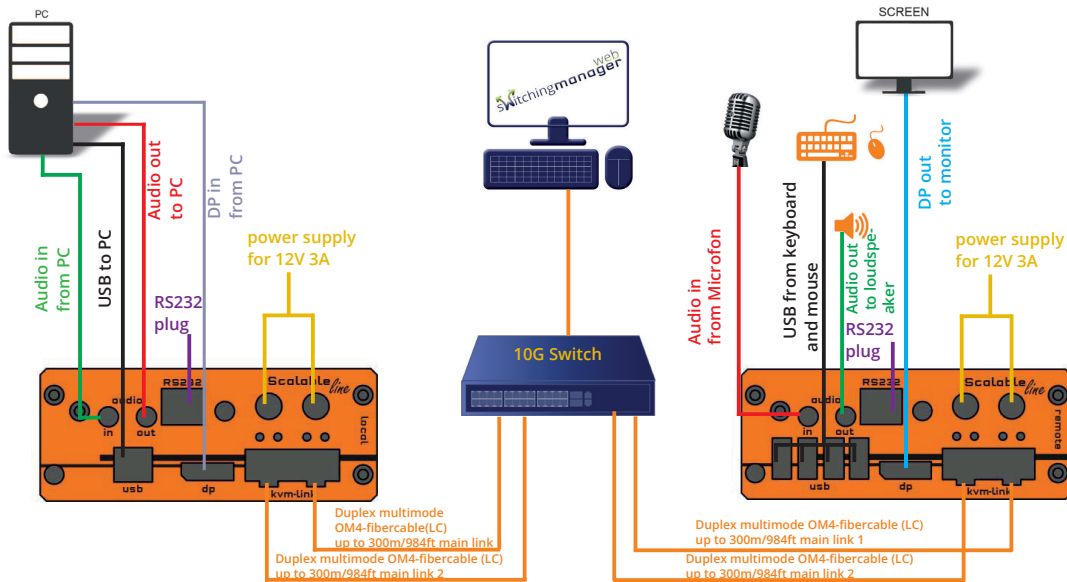 PC
SCREEN
switchingmanager
web
Audio in
from PC
USB to PC
Audio out
to PC
DP in
from PC
RS232
plug
power supply
for 12V 3A
10G Switch
Audio in
from Microfon
USB from keyboard
and mouse
Audio out
to loudspe-
aker
RS232
plug
DP out
to monitor
power supply
for 12V 3A
RS232
Scalable
line
audio
in
out
local
usb
dp
kvm-link
RS232
Scalable
line
audio
in
out
remote
usb
dp
kvm-link
Duplex multimode
OM4-fibercable(LC)
up to 300m/984ft main link
Duplex multimode OM4-fibercable (LC)
up to 300m/984ft main link 2
Duplex multimode OM4-fibercable (LC)
up to 300m/984ft main link 1
Duplex multimode OM4-fibercable (LC)
up to 300m/984ft main link 2